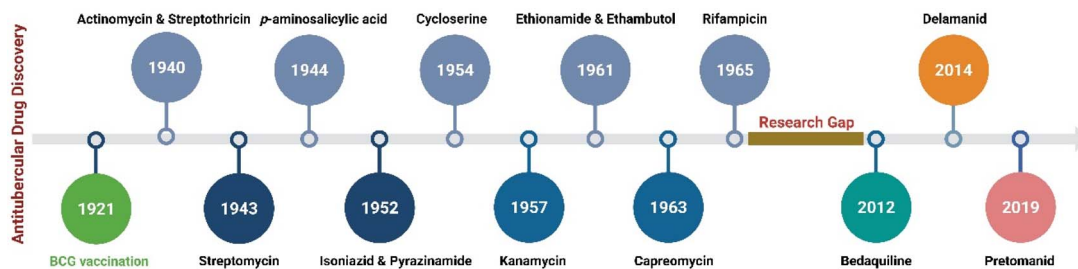 Antitubercular Drug Discovery
Actinomycin & Streptothricin
p-aminosalicylic acid
Cycloserine
Ethionamide & Ethambutol
Rifampicin
Delamanid
1940
1944
1954
1961
1965
2014
Research Gap
1921
1943
1952
1957
1963
2012
2019
BCG vaccination
Streptomycin
Isoniazid & Pyrazinamide
Kanamycin
Capreomycin
Bedaquiline
Pretomanid